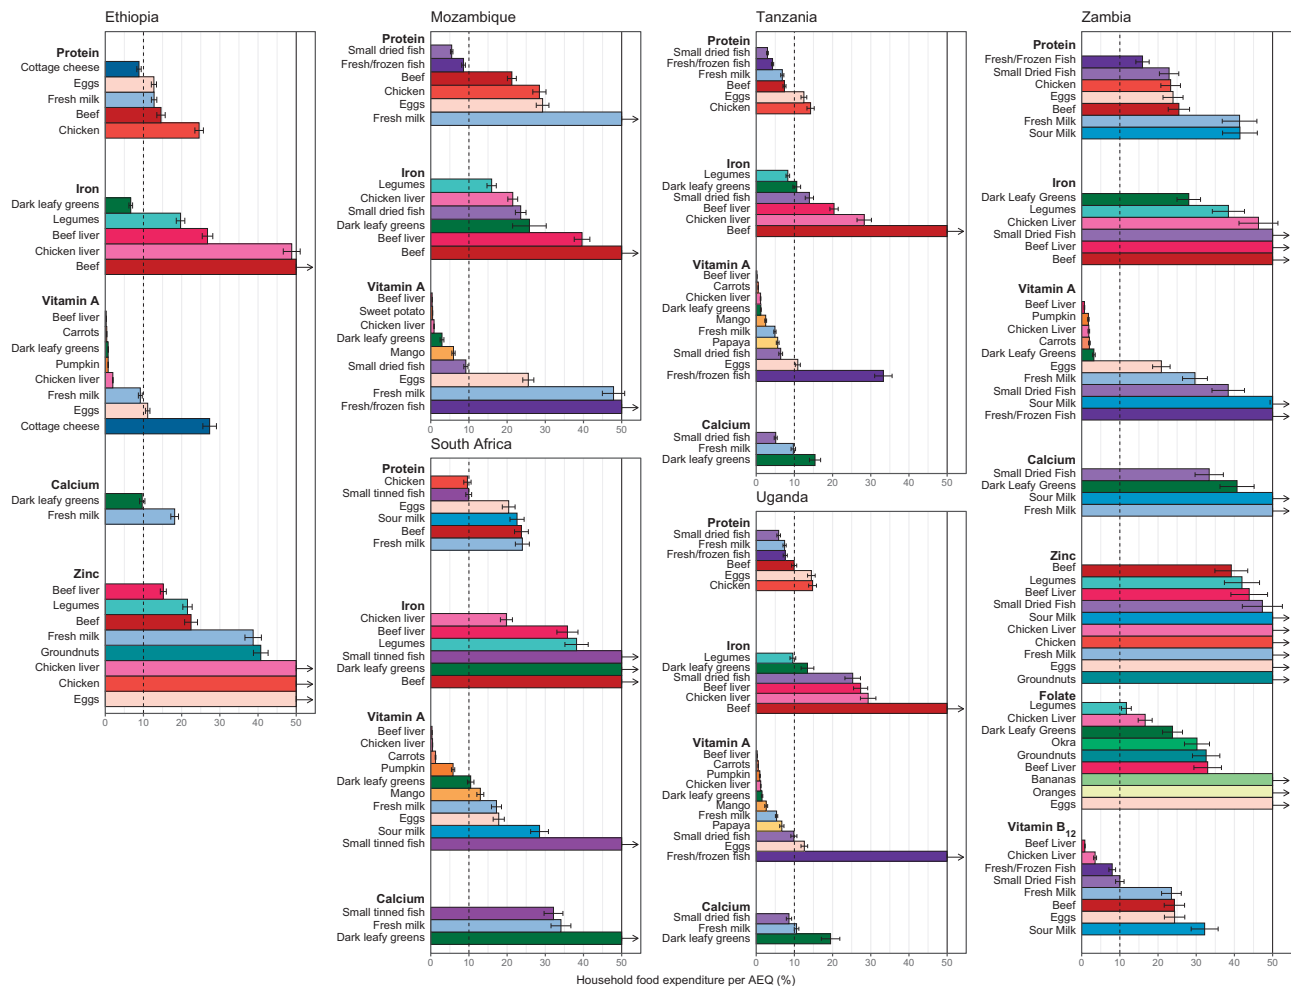 Ethiopia
Protein
Cottage cheese
Eggs
Fresh milk
Beef
Chicken
Iron
Dark leafy greens
Legumes
Beef liver
Chicken liver
Beef
Vitamin A
Beef liver
Carrots
Dark leafy greens
Pumpkin
Chicken liver
Fresh milk
Eggs
Cottage cheese
Calcium
Dark leafy greens
Fresh milk
Zinc
Beef liver
Legumes
Beef
Fresh milk
Groundnuts
Chicken liver
Chicken
Eggs
0 10 20 30 40 50
Mozambique
Protein
Small dried fish
Fresh/frozen fish
Beef
Chicken
Eggs
Fresh milk
Iron
Legumes
Chicken liver
Small dried fish
Dark leafy greens
Beef liver
Beef
Vitamin A
Beef liver
Sweet potato
Chicken liver
Dark leafy greens
Mango
Small dried fish
Eggs
Fresh milk
Fresh/frozen fish
0 10 20 30 40 50
South Africa
Protein
Chicken
Small tinned fish
Eggs
Sour milk
Beef
Fresh milk
Iron
Chicken liver
Beef liver
Legumes
Small tinned fish
Dark leafy greens
Beef
Vitamin A
Beef liver
Chicken liver
Carrots
Pumpkin
Dark leafy greens
Mango
Fresh milk
Eggs
Sour milk
Small tinned fish
Calcium
Small tinned fish
Fresh milk
Dark leafy greens
0 10 20 30 40 50
Tanzania
Protein
Small dried fish
Fresh/frozen fish
Fresh milk
Beef
Eggs
Chicken
Iron
Legumes
Dark leafy greens
Small dried fish
Beef liver
Chicken liver
Beef
Vitamin A
Beef liver
Carrots
Chicken liver
Dark leafy greens
Mango
Fresh milk
Papaya
Small dried fish
Eggs
Fresh/frozen fish
Calcium
Small dried fish
Fresh milk
Dark leafy greens
0 10 20 30 40 50
Uganda
Protein
Small dried fish
Fresh milk
Fresh/frozen fish
Beef
Eggs
Chicken
Iron
Legumes
Dark leafy greens
Small dried fish
Beef liver
Chicken liver
Beef
Vitamin A
Beef liver
Carrots
Pumpkin
Chicken liver
Dark leafy greens
Mango
Fresh milk
Papaya
Small dried fish
Eggs
Fresh/frozen fish
Calcium
Small dried fish
Fresh milk
Dark leafy greens
0 10 20 30 40 50
Zambia
Protein
Fresh/Frozen Fish
Small Dried Fish
Chicken
Eggs
Beef
Fresh Milk
Sour Milk
Iron
Dark Leafy Greens
Legumes
Chicken Liver
Small Dried Fish
Beef Liver
Beef
Vitamin A
Beef Liver
Pumpkin
Chicken Liver
Carrots
Dark Leafy Greens
Eggs
Fresh Milk
Small Dried Fish
Sour Milk
Fresh/Frozen Fish
Calcium
Small Dried Fish
Dark Leafy Greens
Sour Milk
Fresh Milk
Zinc
Beef
Legumes
Beef Liver
Small Dried Fish
Sour Milk
Chicken Liver
Chicken
Fresh Milk
Eggs
Groundnuts
Folate
Legumes
Chicken Liver
Dark Leafy Greens
Okra
Groundnuts
Beef Liver
Bananas
Oranges
Eggs
Vitamin B12
Beef Liver
Chicken Liver
Fresh/Frozen Fish
Small Dried Fish
Fresh Milk
Beef
Eggs
Sour Milk
0 10 20 30 40 50
Household food expenditure per AEQ (%)